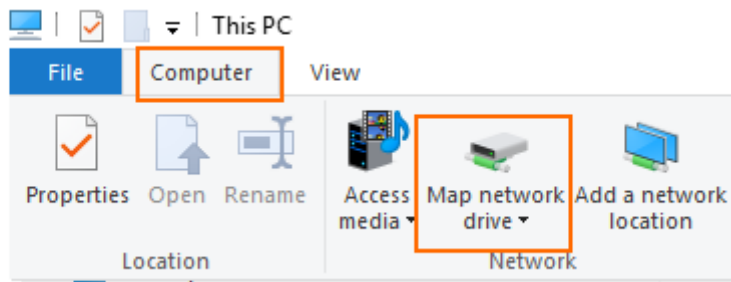 This PC
File Computer View
Properties Open Rename Access media Map network drive Add a network location
Location Network